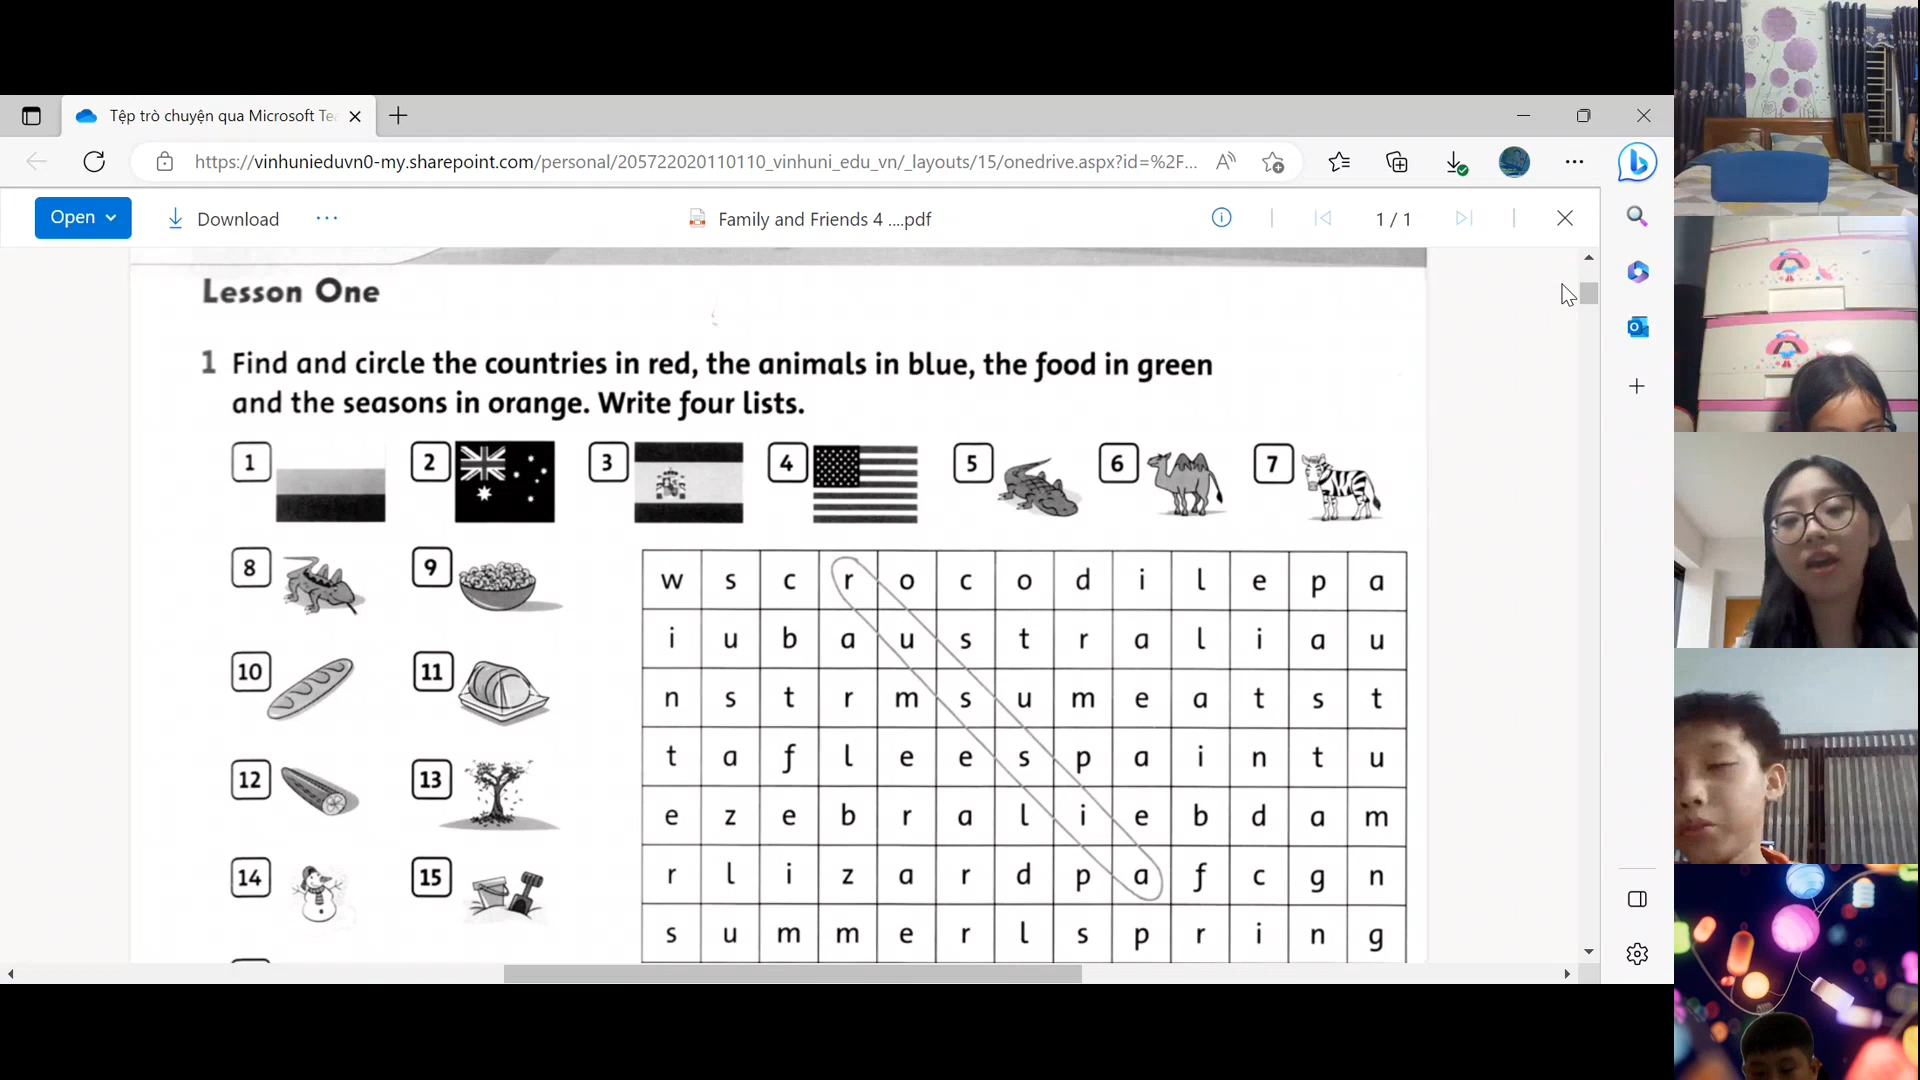 Tệp trò chuyện qua Microsoft Te
https://vinhunieduvn0-my.sharepoint.com/personal/205722020110110_vinhuni_edu_vn/_layouts/15/onedrive.aspx?id=%2F...
Open
Download
Family and Friends 4 ....pdf
1 / 1
Lesson One
1 Find and circle the countries in red, the animals in blue, the food in green
and the seasons in orange. Write four lists.
1 2 3 4 5 6 7
8 9
10 11
12 13
14 15
w s c r o c o d i l e p a
i u b a u s t r a l i a u
n s t r m s u m e a t s t
t a f l e e s p a i n t u
e z e b r a l i e b d a m
r l i z a r d p a f c g n
s u m m e r l s p r i n g